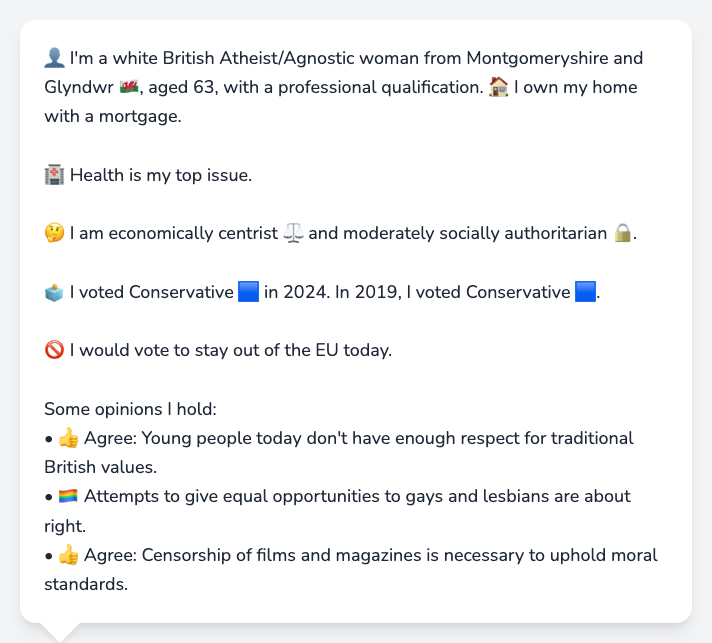 👤 I'm a white British Atheist/Agnostic woman from Montgomeryshire and
Glyndwr 🏴󠁧󠁢󠁷󠁬󠁳󠁿, aged 63, with a professional qualification. 🏠 I own my home
with a mortgage.
🏥 Health is my top issue.
🤔 I am economically centrist ⚖️ and moderately socially authoritarian 🔒.
🗳️ I voted Conservative 🟦 in 2024. In 2019, I voted Conservative 🟦.
🚫 I would vote to stay out of the EU today.
Some opinions I hold:
• 👍 Agree: Young people today don't have enough respect for traditional
British values.
• 🏳️‍🌈 Attempts to give equal opportunities to gays and lesbians are about
right.
• 👍 Agree: Censorship of films and magazines is necessary to uphold moral
standards.